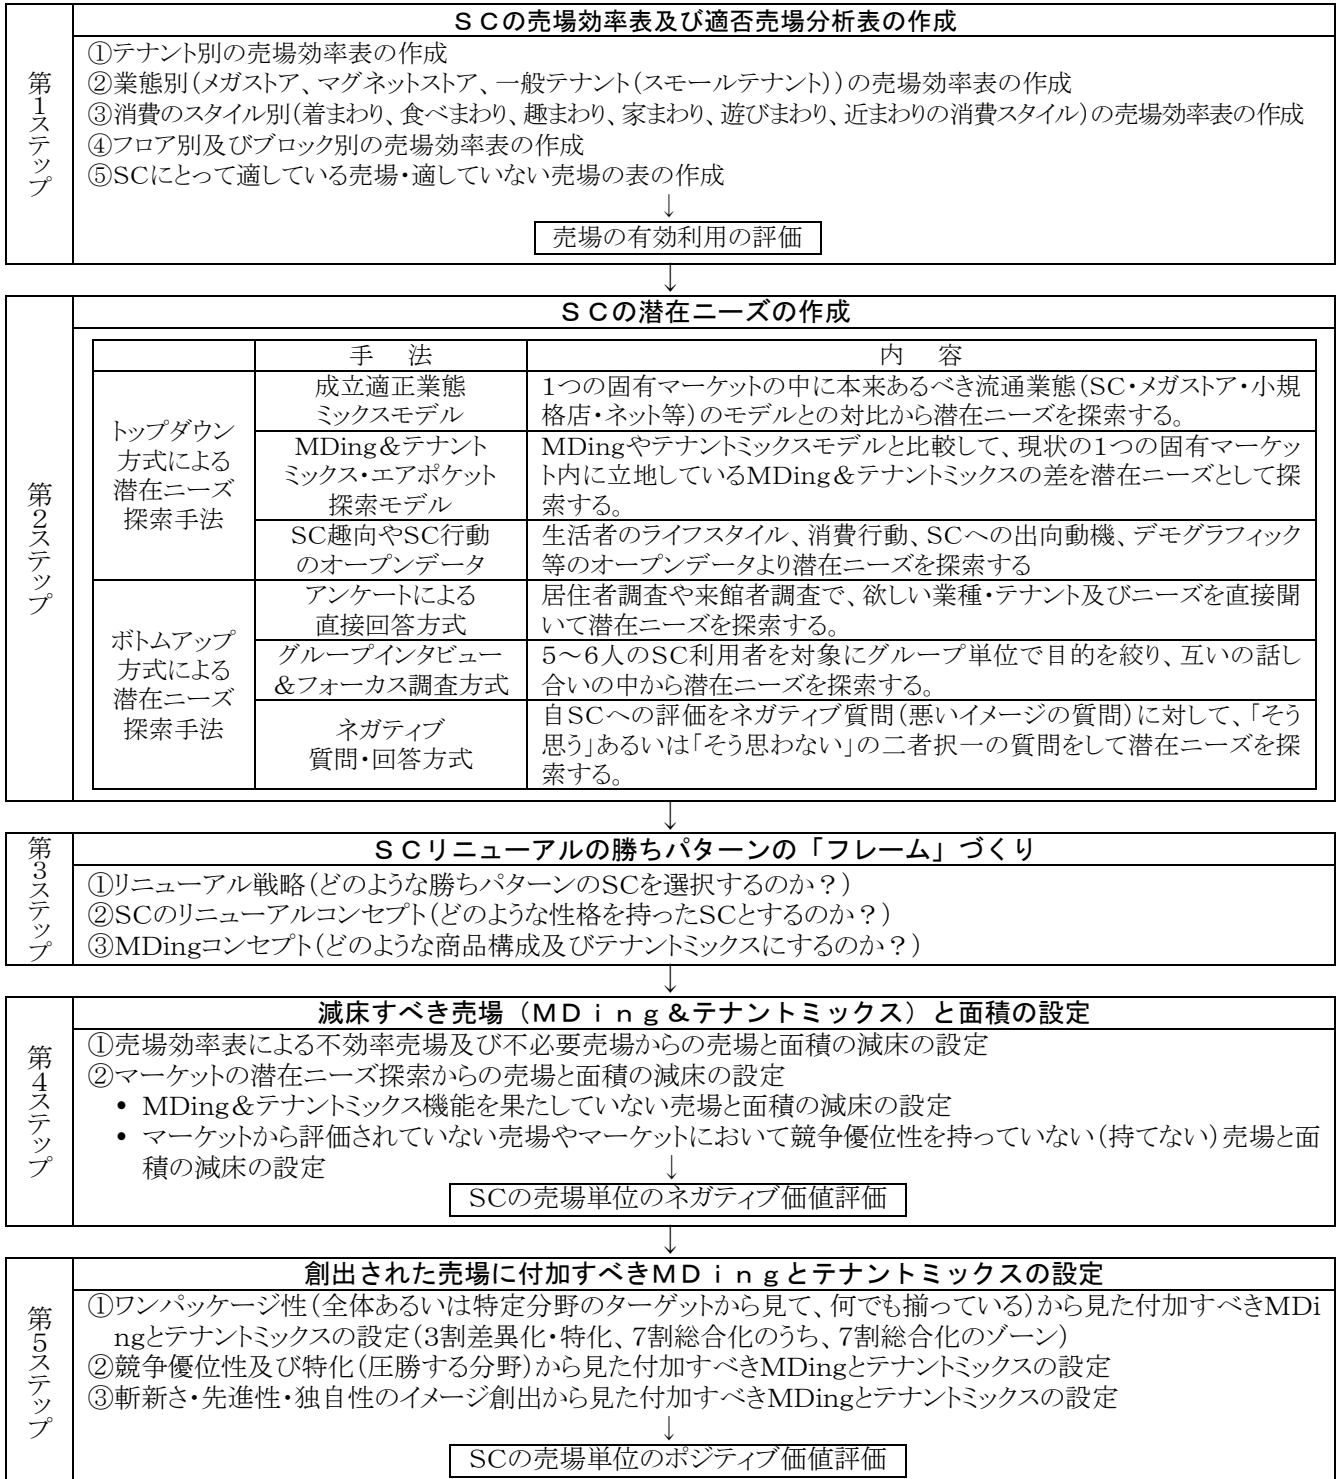 第1ステップ
ＳＣの売場効率表及び適否売場分析表の作成
①テナント別の売場効率表の作成
②業態別(メガストア、マグネットストア、一般テナント(スモールテナント))の売場効率表の作成
③消費のスタイル別(着まわり、食べまわり、趣まわり、家まわり、遊びまわり、近まわりの消費スタイル)の売場効率表の作成
④フロア別及びブロック別の売場効率表の作成
⑤SCにとって適している売場・適していない売場の表の作成
↓
売場の有効利用の評価
↓
第2ステップ
ＳＣの潜在ニーズの作成
手　法
内　容
トップダウン
方式による
潜在ニーズ
探索手法
成立適正業態
ミックスモデル
1つの固有マーケットの中に本来あるべき流通業態(SC・メガストア・小規
格店・ネット等)のモデルとの対比から潜在ニーズを探索する。
MDing&テナント
ミックス・エアポケット
探索モデル
MDingやテナントミックスモデルと比較して、現状の1つの固有マーケッ
ト内に立地しているMDing&テナントミックスの差を潜在ニーズとして探
索する。
SC趣向やSC行動
のオープンデータ
生活者のライフスタイル、消費行動、SCへの出向動機、デモグラフィック
等のオープンデータより潜在ニーズを探索する
ボトムアップ
方式による
潜在ニーズ
探索手法
アンケートによる
直接回答方式
居住者調査や来館者調査で、欲しい業種・テナント及びニーズを直接聞
いて潜在ニーズを探索する。
グループインタビュー
&フォーカス調査方式
5～6人のSC利用者を対象にグループ単位で目的を絞り、互いの話し
合いの中から潜在ニーズを探索する。
ネガティブ
質問・回答方式
自SCへの評価をネガティブ質問(悪いイメージの質問)に対して、「そう
思う」あるいは「そう思わない」の二者択一の質問をして潜在ニーズを探
索する。
↓
第3ステップ
ＳＣリニューアルの勝ちパターンの「フレーム」づくり
①リニューアル戦略(どのような勝ちパターンのSCを選択するのか？)
②SCのリニューアルコンセプト(どのような性格を持ったSCとするのか？)
③MDingコンセプト(どのような商品構成及びテナントミックスにするのか？)
↓
第4ステップ
減床すべき売場（ＭＤｉｎｇ＆テナントミックス）と面積の設定
①売場効率表による不効率売場及び不必要売場からの売場と面積の減床の設定
②マーケットの潜在ニーズ探索からの売場と面積の減床の設定
• MDing&テナントミックス機能を果たしていない売場と面積の減床の設定
• マーケットから評価されていない売場やマーケットにおいて競争優位性を持っていない(持てない)売場と面
積の減床の設定
↓
SCの売場単位のネガティブ価値評価
↓
第5ステップ
創出された売場に付加すべきＭＤｉｎｇとテナントミックスの設定
①ワンパッケージ性(全体あるいは特定分野のターゲットから見て、何でも揃っている)から見た付加すべきMDi
ngとテナントミックスの設定(3割差異化・特化、7割総合化のうち、7割総合化のゾーン)
②競争優位性及び特化(圧勝する分野)から見た付加すべきMDingとテナントミックスの設定
③斬新さ・先進性・独自性のイメージ創出から見た付加すべきMDingとテナントミックスの設定
↓
SCの売場単位のポジティブ価値評価